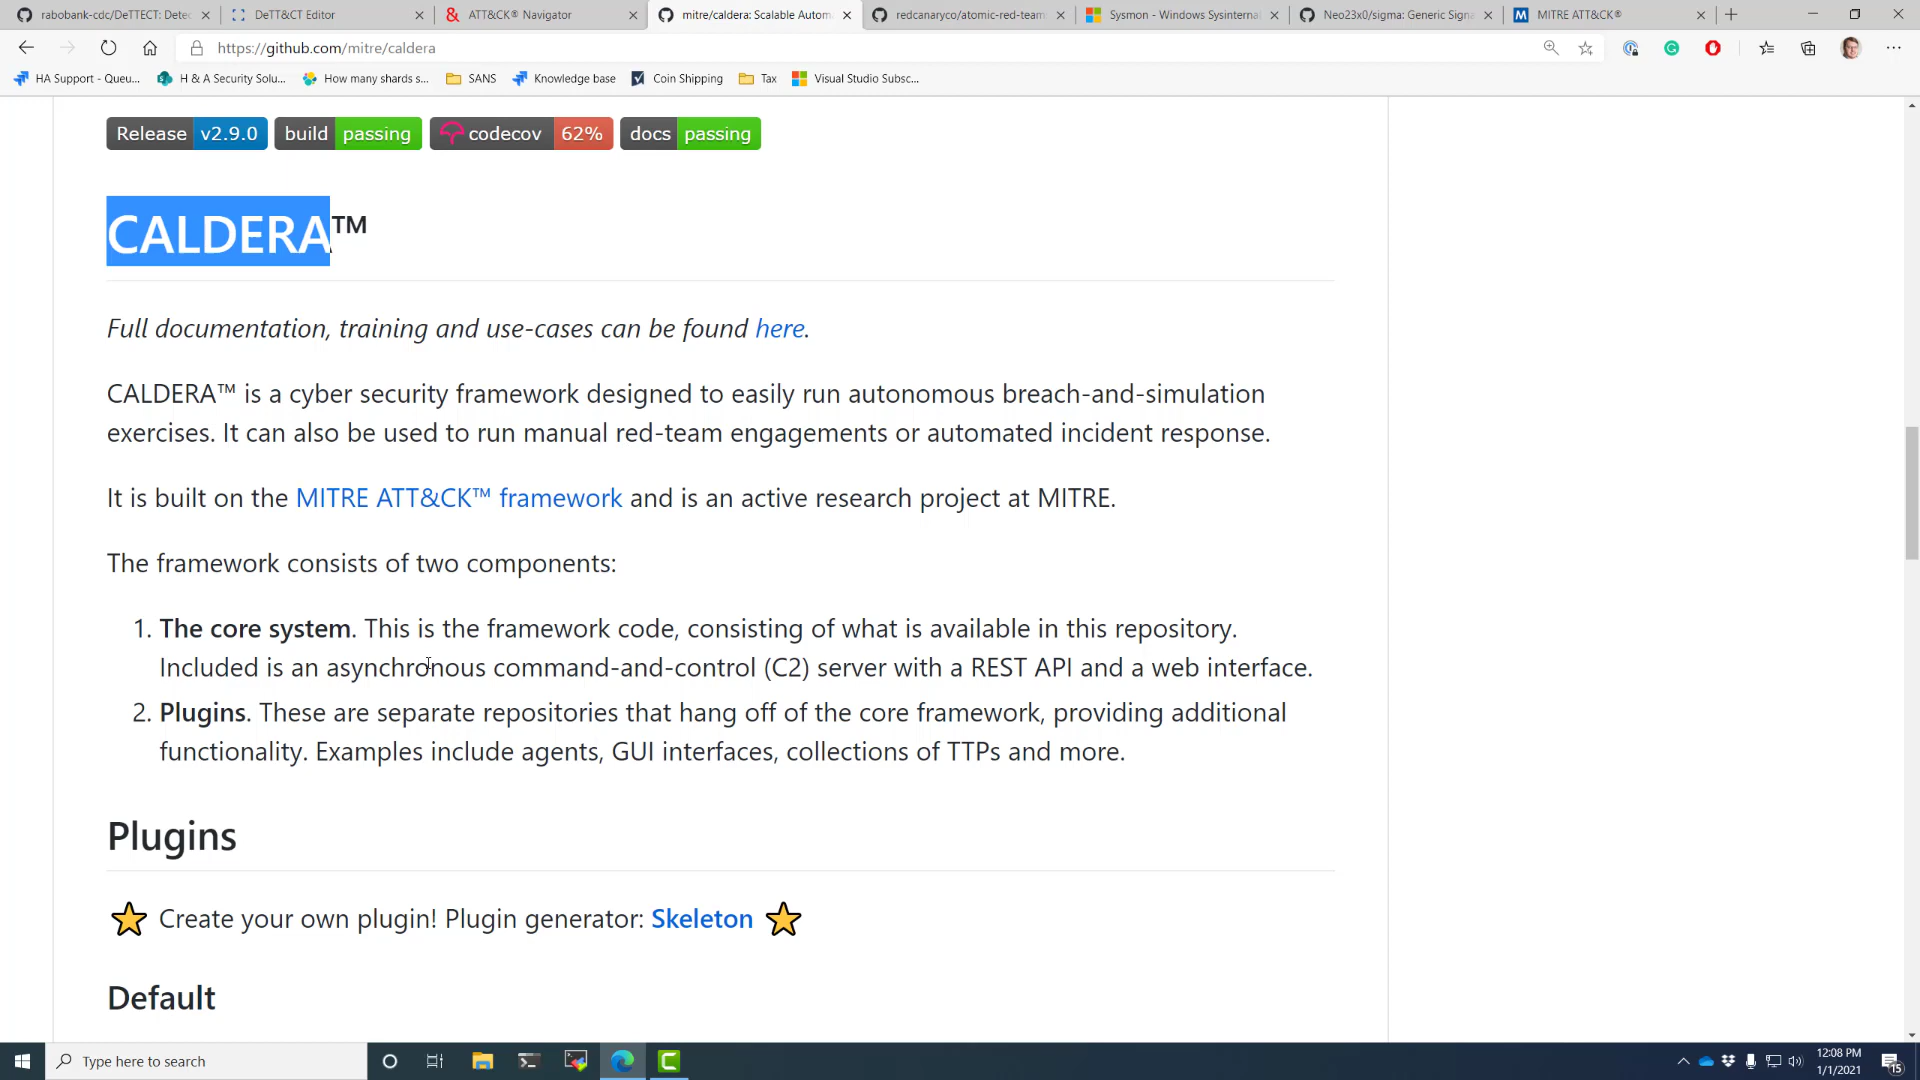 rabobank-cdc/DeTTECT: Detec
DeTT&CT Editor
ATT&CK® Navigator
mitre/caldera: Scalable Autom
redcanaryco/atomic-red-team
Sysmon - Windows Sysinternal
Neo23x0/sigma: Generic Signa
MITRE ATT&CK®
https://github.com/mitre/caldera
HA Support - Queu...
H & A Security Solu...
How many shards s...
SANS
Knowledge base
Coin Shipping
Tax
Visual Studio Subsc...
Release v2.9.0 build passing codecov 62% docs passing
CALDERA™
Full documentation, training and use-cases can be found here.
CALDERA™ is a cyber security framework designed to easily run autonomous breach-and-simulation
exercises. It can also be used to run manual red-team engagements or automated incident response.
It is built on the MITRE ATT&CK™ framework and is an active research project at MITRE.
The framework consists of two components:
1. The core system. This is the framework code, consisting of what is available in this repository.
Included is an asynchronous command-and-control (C2) server with a REST API and a web interface.
2. Plugins. These are separate repositories that hang off of the core framework, providing additional
functionality. Examples include agents, GUI interfaces, collections of TTPs and more.
Plugins
Create your own plugin! Plugin generator: Skeleton
Default
Type here to search
12:08 PM
1/1/2021
15